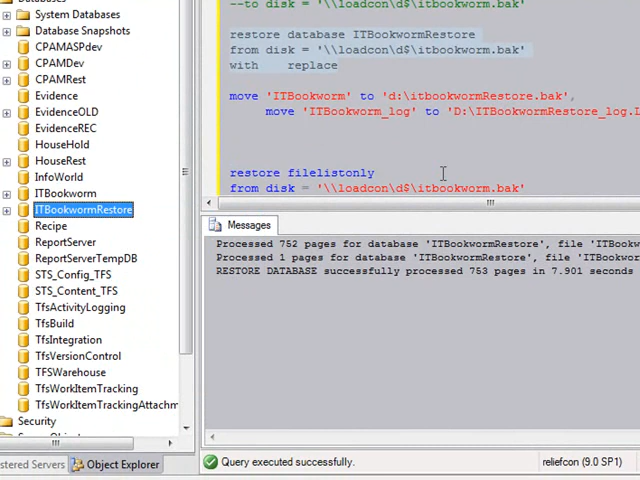 Databases
System Databases
Database Snapshots
CPAMASPdev
CPAMDev
CPAMRest
Evidence
EvidenceOLD
EvidenceREC
HouseHold
HouseRest
InfoWorld
ITBookworm
ITBookwormRestore
Recipe
ReportServer
ReportServerTempDB
STS_Config_TFS
STS_Content_TFS
TfsActivityLogging
TfsBuild
TfsIntegration
TfsVersionControl
TFSWarehouse
TfsWorkItemTracking
TfsWorkItemTrackingAttachm
Security
stered Servers
Object Explorer
--to disk = '\\loadcon\d$\itbookworm.bak'
restore database ITBookwormRestore
from disk = '\\loadcon\d$\itbookworm.bak'
with replace
move 'ITBookworm' to 'd:\itbookwormRestore.bak',
move 'ITBookworm_log' to 'D:\ITBookwormRestore_log.L
restore filelistonly
from disk = '\\loadcon\d$\itbookworm.bak'
Messages
Processed 752 pages for database 'ITBookwormRestore', file 'ITBookw
Processed 1 pages for database 'ITBookwormRestore', file 'ITBookwor
RESTORE DATABASE successfully processed 753 pages in 7.901 seconds
Query executed successfully.
reliefcon (9.0 SP1)